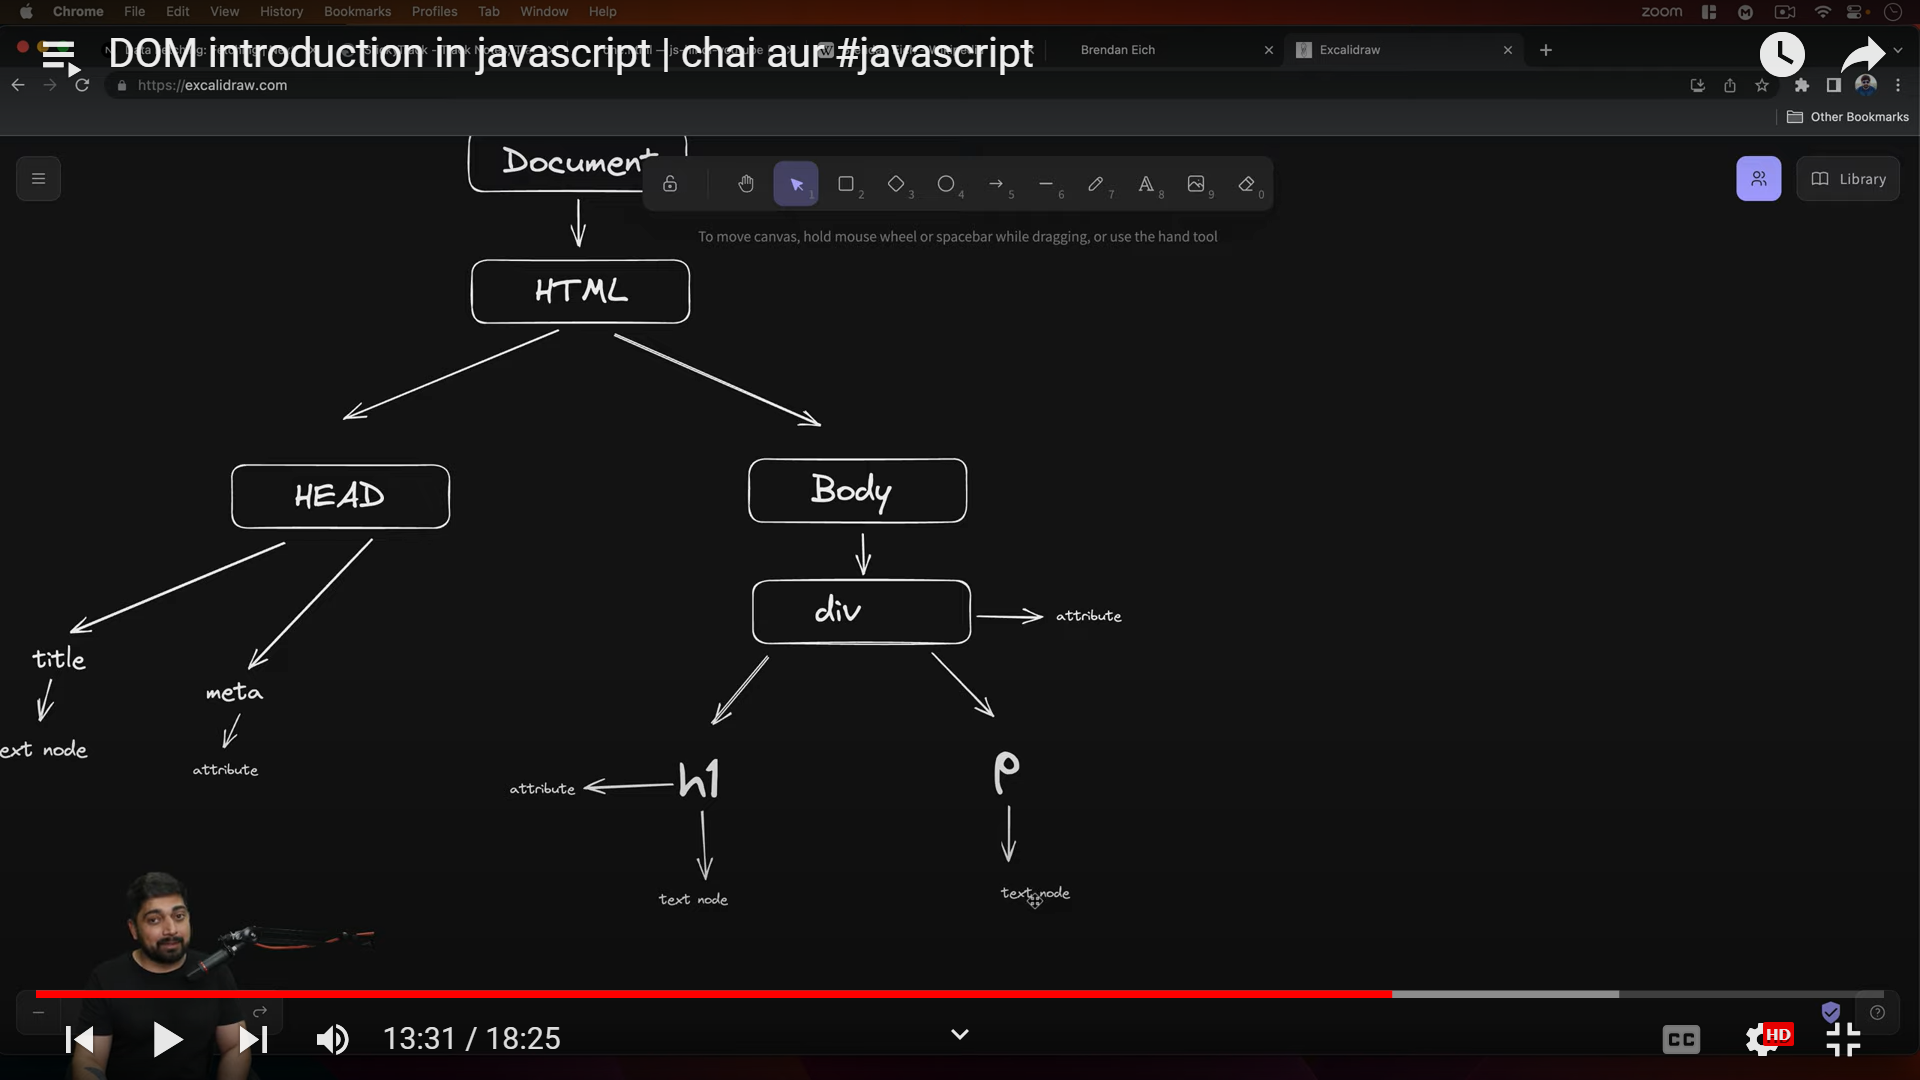 Chrome File Edit View History Bookmarks Profiles Tab Window Help zoom
DOM introduction in javascript | chai aur #javascript
Brendan Eich
Excalidraw
https://excalidraw.com
Other Bookmarks
Document
1 2 3 4 5 6 7 8 9 0
Library
To move canvas, hold mouse wheel or spacebar while dragging, or use the hand tool
HTML
HEAD
Body
div
attribute
title
meta
ext node
attribute
h1
attribute
p
text node
text node
13:31 / 18:25
CC
HD